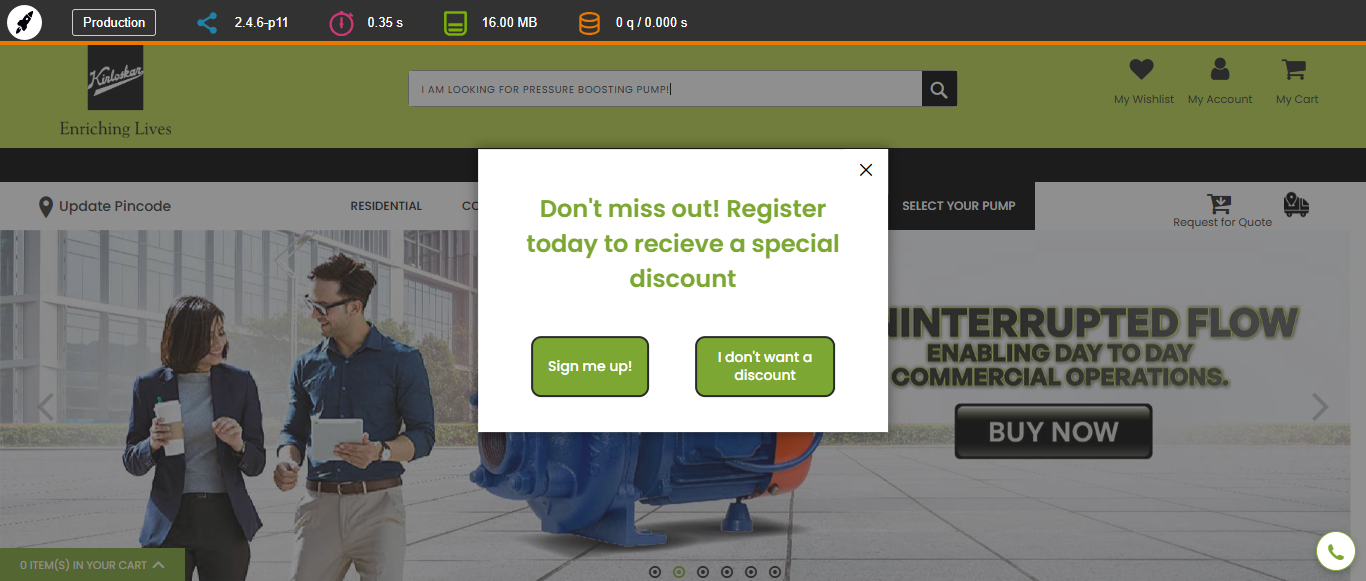 Production
2.4.6-p11
0.35 s
16.00 MB
0 q / 0.000 s
Kirloskar
Enriching Lives
I AM LOOKING FOR PRESSURE BOOSTING PUMP!
My Wishlist
My Account
My Cart
Update Pincode
RESIDENTIAL
CO
SELECT YOUR PUMP
Request for Quote
Don't miss out! Register
today to recieve a special
discount
Sign me up!
I don't want a
discount
NINTERRUPTED FLOW
ENABLING DAY TO DAY
COMMERCIAL OPERATIONS.
BUY NOW
0 ITEM(S) IN YOUR CART